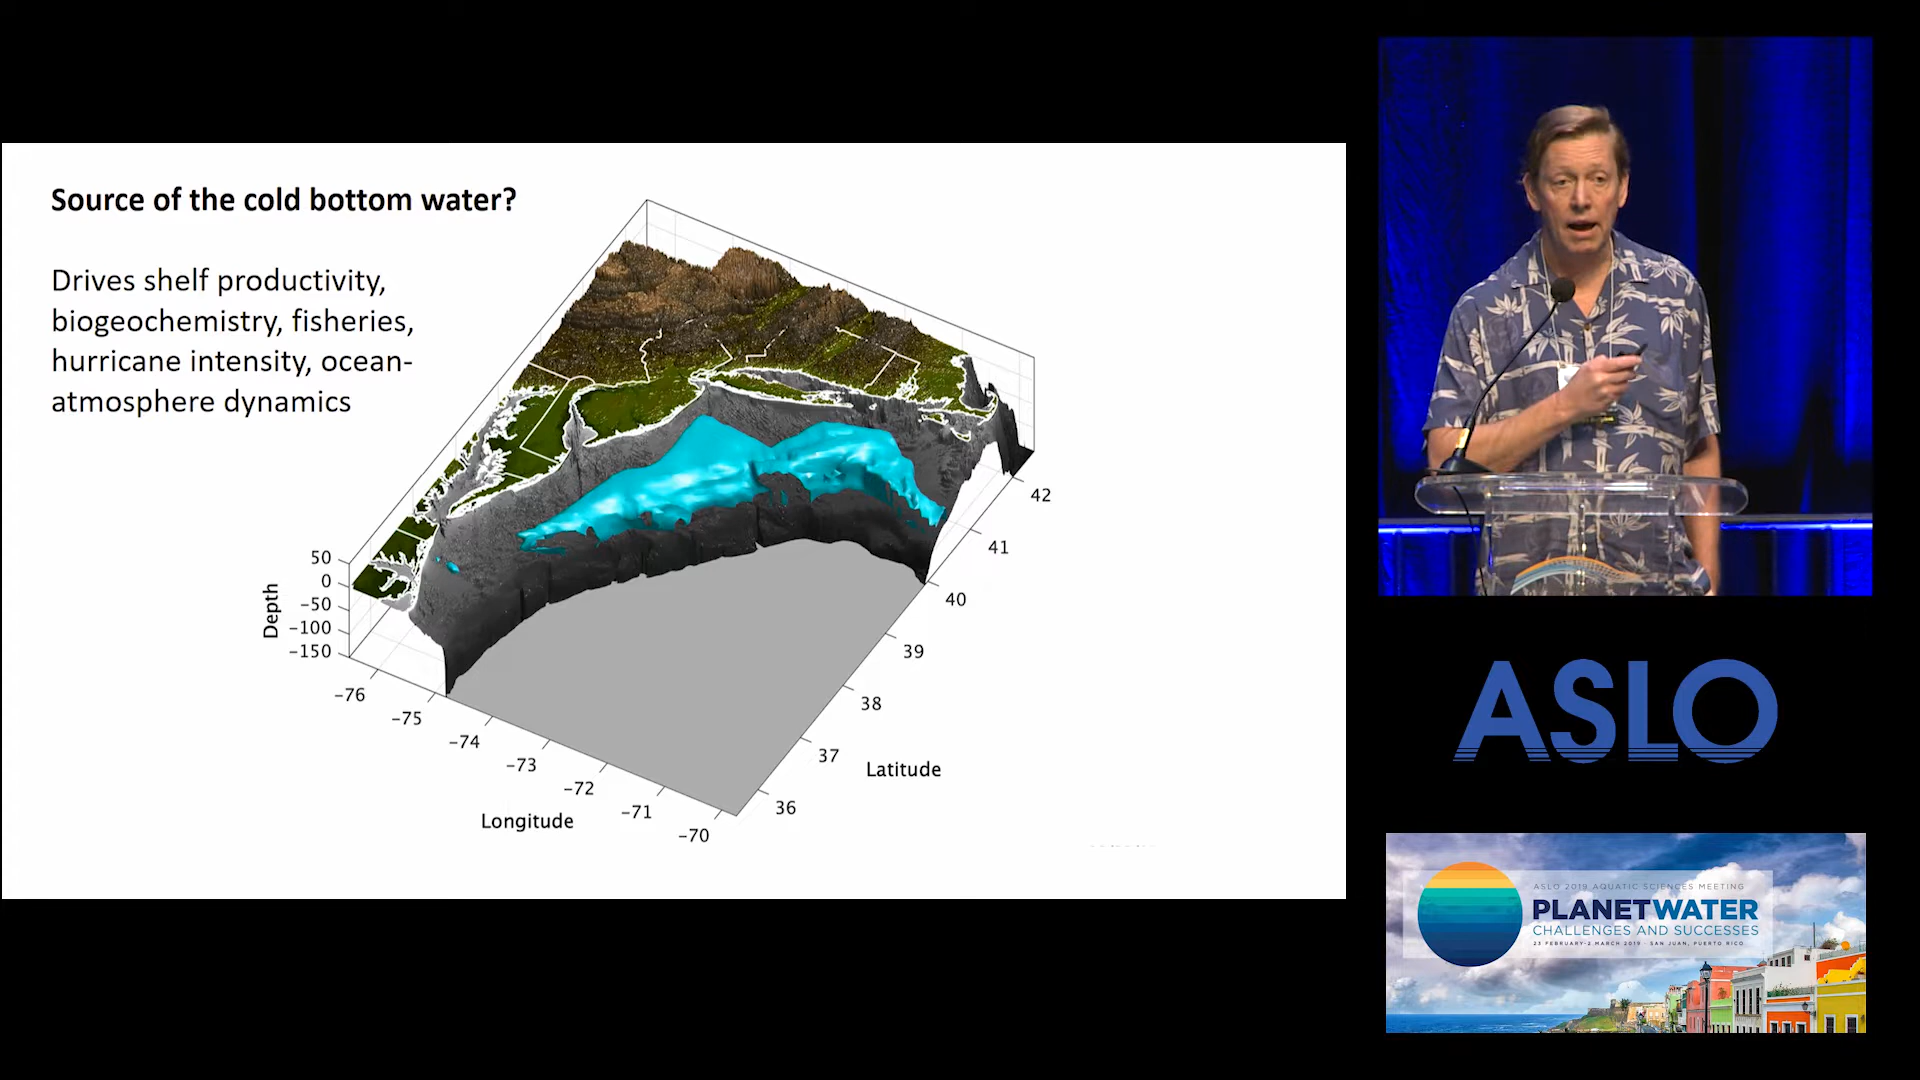 Source of the cold bottom water?
Drives shelf productivity,
biogeochemistry, fisheries,
hurricane intensity, ocean-
atmosphere dynamics
50
0
-50
-100
-150
Depth
-76
-75
-74
-73
-72
-71
-70
Longitude
36
37
38
39
40
41
42
Latitude
ASLO
ASLO 2019 AQUATIC SCIENCES MEETING
PLANETWATER
CHALLENGES AND SUCCESSES
23 FEBRUARY-2 MARCH 2019 · SAN JUAN, PUERTO RICO